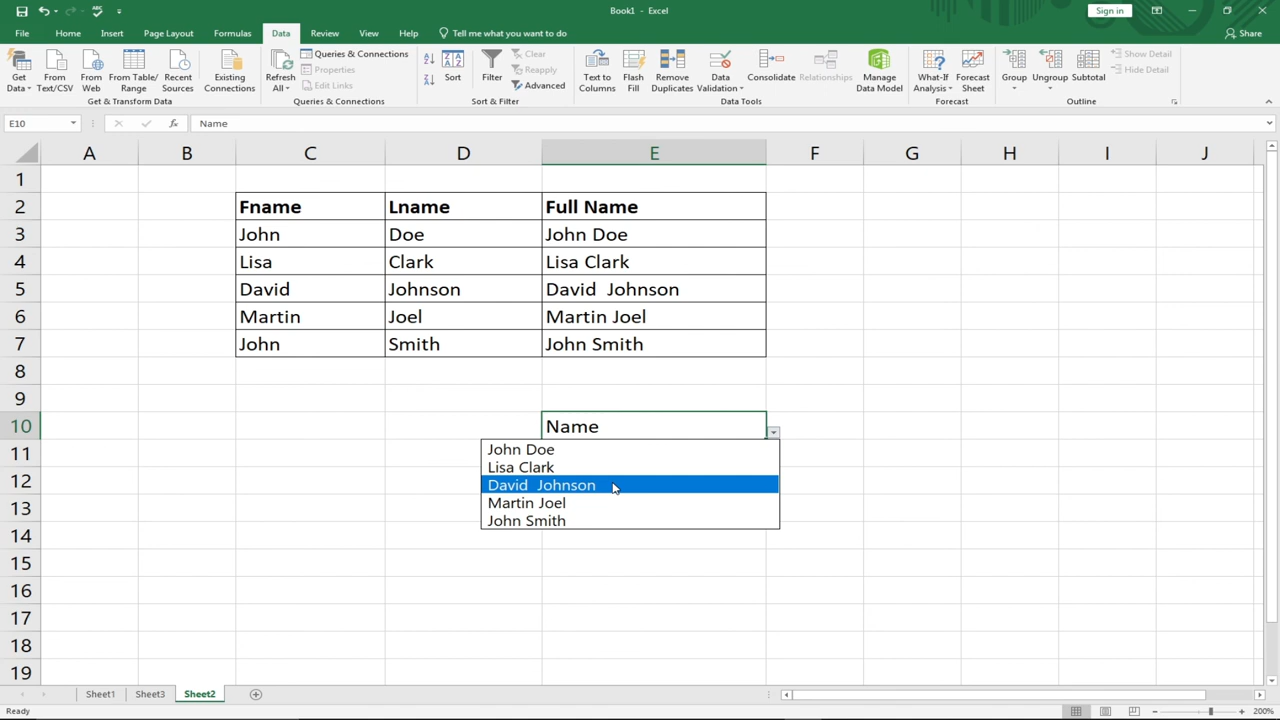 Book1 - Excel
Sign in
File Home Insert Page Layout Formulas Data Review View Help Tell me what you want to do Share
Get Data From Text/CSV From Web From Table/ Range Recent Sources Existing Connections
Get & Transform Data
Refresh All Queries & Connections Properties Edit Links
Queries & Connections
Sort Filter Clear Reapply Advanced
Sort & Filter
Text to Columns Flash Fill Remove Duplicates Data Validation Consolidate Relationships Manage Data Model
Data Tools
What-If Analysis Forecast Sheet
Forecast
Group Ungroup Subtotal Show Detail Hide Detail
Outline
E10 fx Name
A B C D E F G H I J
1
2 Fname Lname Full Name
3 John Doe John Doe
4 Lisa Clark Lisa Clark
5 David Johnson David  Johnson
6 Martin Joel Martin Joel
7 John Smith John Smith
8
9
10 Name
11
12
13
14
15
16
17
18
19
John Doe
Lisa Clark
David  Johnson
Martin Joel
John Smith
Sheet1 Sheet3 Sheet2
Ready 200%